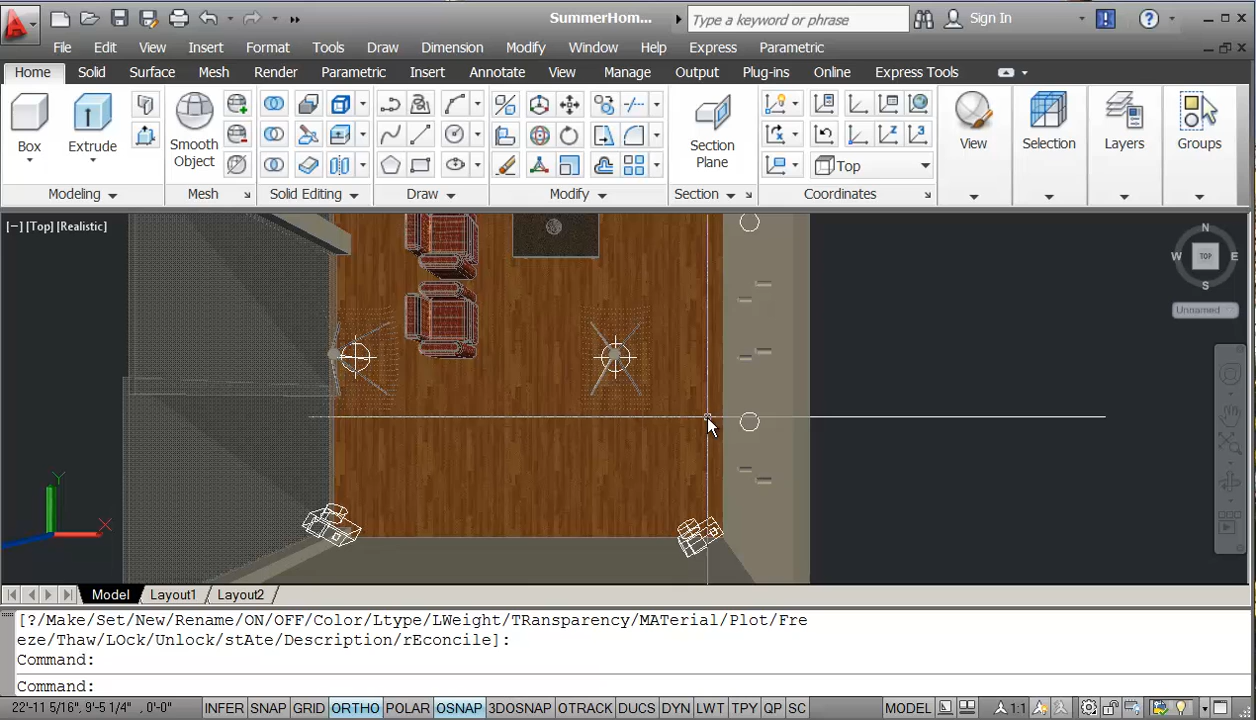 SummerHom...
Type a keyword or phrase
Sign In
File Edit View Insert Format Tools Draw Dimension Modify Window Help Express Parametric
Home Solid Surface Mesh Render Parametric Insert Annotate View Manage Output Plug-ins Online Express Tools
Box
Extrude
Smooth
Object
Section
Plane
Top
View
Selection
Layers
Groups
Modeling
Mesh
Solid Editing
Draw
Modify
Section
Coordinates
[−] [Top] [Realistic]
N
W TOP E
S
Unnamed
Y
X
Model Layout1 Layout2
[?/Make/Set/New/Rename/ON/OFF/Color/Ltype/LWeight/TRansparency/MATerial/Plot/Fre
eze/Thaw/LOck/Unlock/stAte/Description/rEconcile]:
Command:
Command:
22'-11 5/16", 9'-5 1/4" , 0'-0" INFER SNAP GRID ORTHO POLAR OSNAP 3DOSNAP OTRACK DUCS DYN LWT TPY QP SC MODEL 1:1